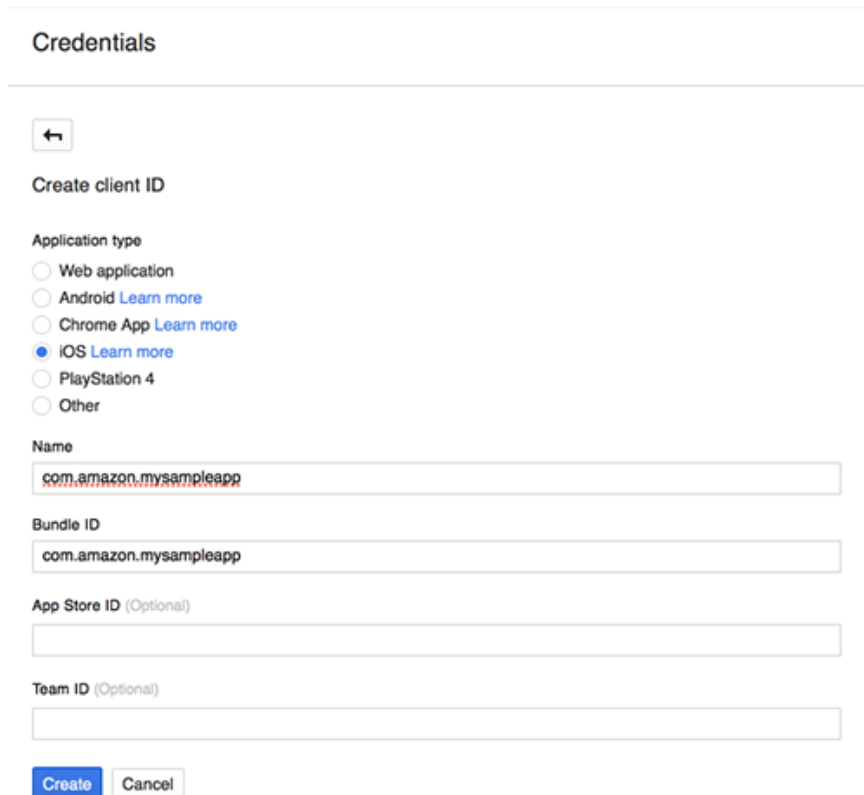 Credentials
Create client ID
Application type
Web application
Android Learn more
Chrome App Learn more
iOS Learn more
PlayStation 4
Other
Name
com.amazon.mysampleapp
Bundle ID
com.amazon.mysampleapp
App Store ID (Optional)
Team ID (Optional)
Create Cancel